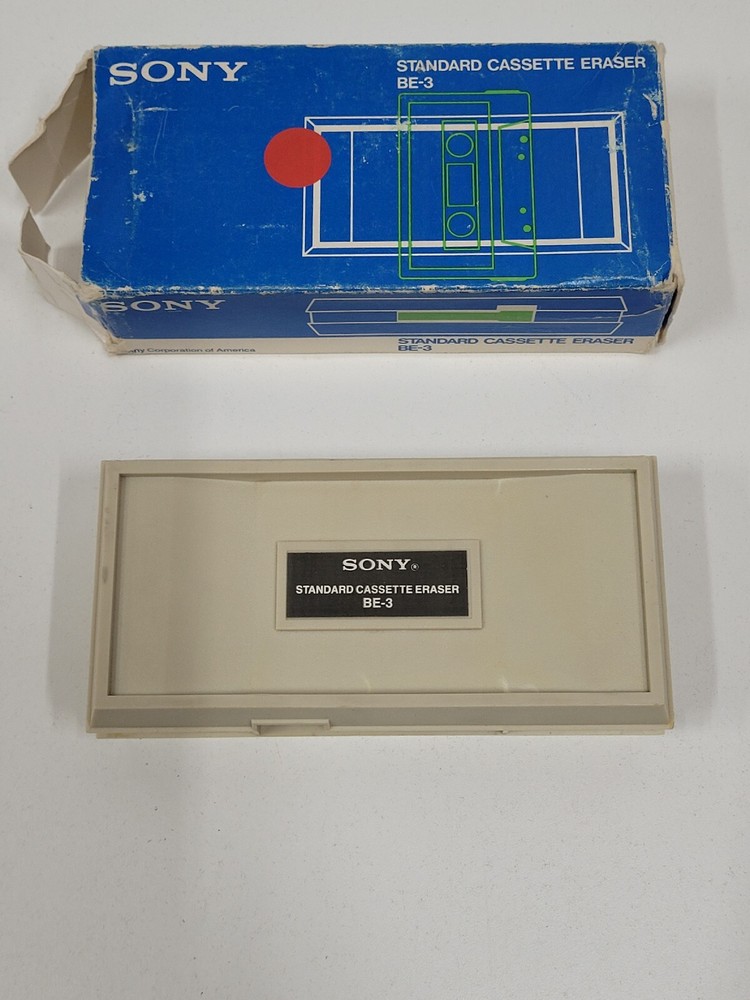 SONY
STANDARD CASSETTE ERASER
BE-3
SONY
STANDARD CASSETTE ERASER
BE-3
Corporation of America
SONY®
STANDARD CASSETTE ERASER
BE-3